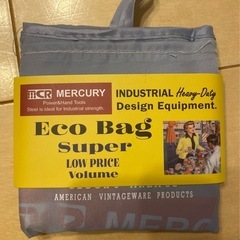 MCR MERCURY
Power&Hand Tools
Steel is ideal for Industrial strength.
INDUSTRIAL Heavy-Duty
Design Equipment.
Eco Bag
Super
LOW PRICE
Volume
AMERICAN VINTAGEWARE PRODUCTS
MERC